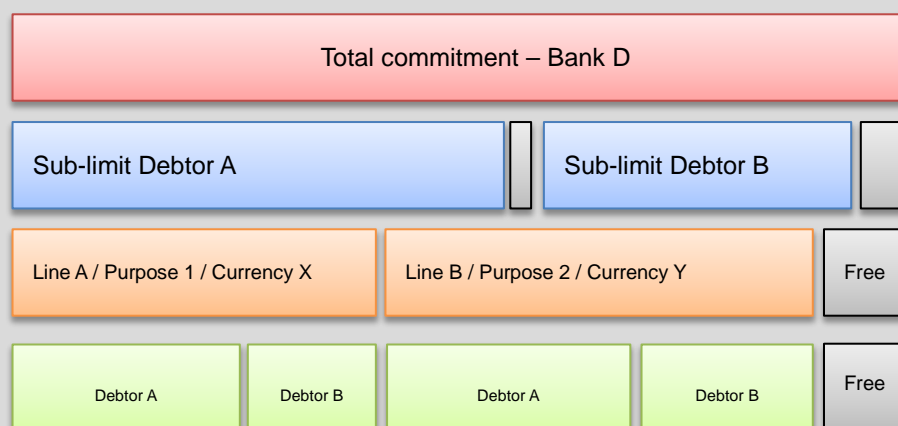 Total commitment – Bank D
Sub-limit Debtor A
Sub-limit Debtor B
Line A / Purpose 1 / Currency X
Line B / Purpose 2 / Currency Y
Free
Debtor A
Debtor B
Debtor A
Debtor B
Free